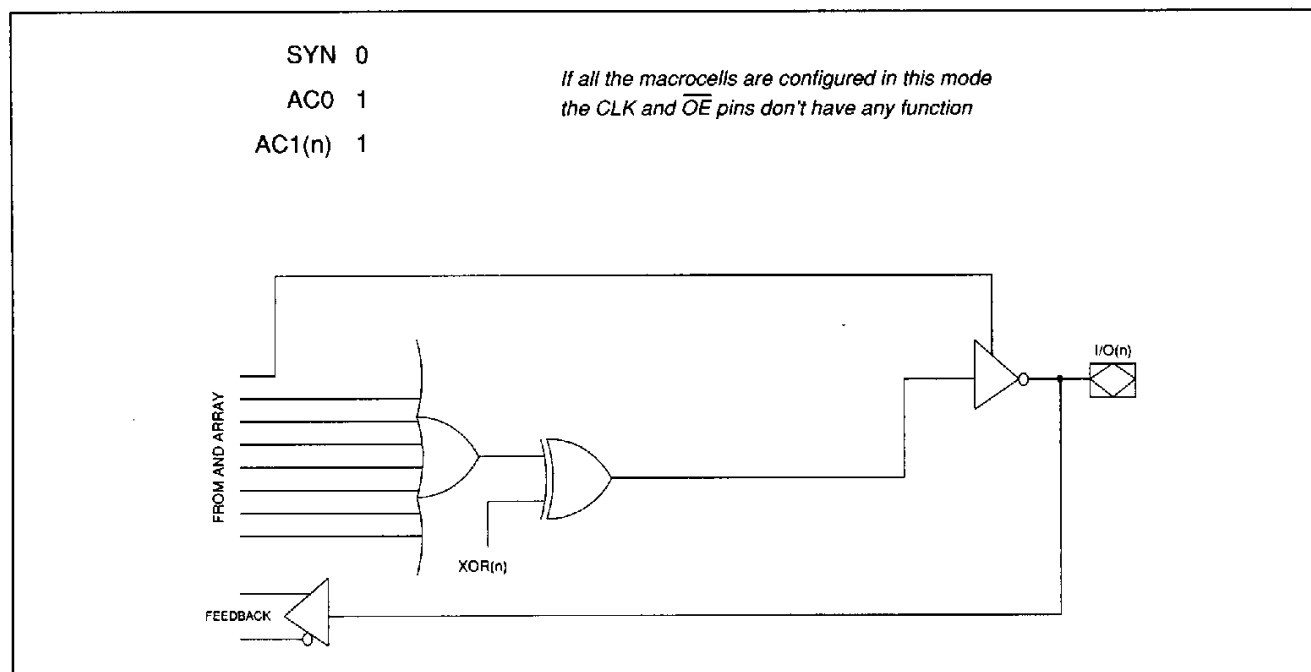 SYN 0
AC0 1
AC1(n) 1
If all the macrocells are configured in this mode
the CLK and O̅E̅ pins don't have any function
I/O(n)
FROM AND ARRAY
XOR(n)
FEEDBACK